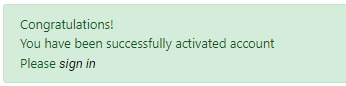 Congratulations!
You have been successfully activated account
Please sign in